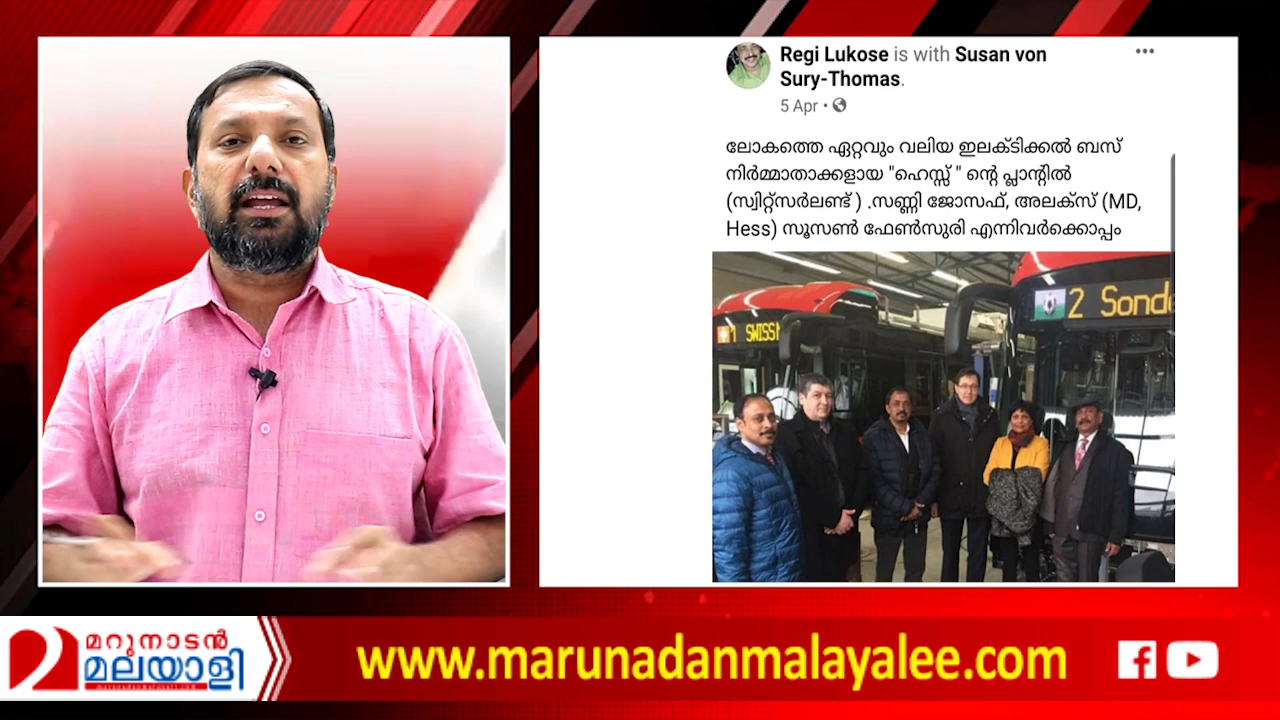 Regi Lukose is with Susan von
Sury-Thomas.
5 Apr
ലോകത്തെ ഏറ്റവും വലിയ ഇലക്ടിക്കൽ ബസ്
നിർമ്മാതാക്കളായ "ഹെസ്സ് " ന്റെ പ്ലാന്റിൽ
(സ്വിറ്റ്സർലണ്ട് ) .സണ്ണി ജോസഫ്, അലക്സ് (MD,
Hess) സൂസൺ ഫേൺസുരി എന്നിവർക്കൊപ്പം
2 Sonde
മറുനാടൻ
മലയാളി
www.marunadanmalayalee.com